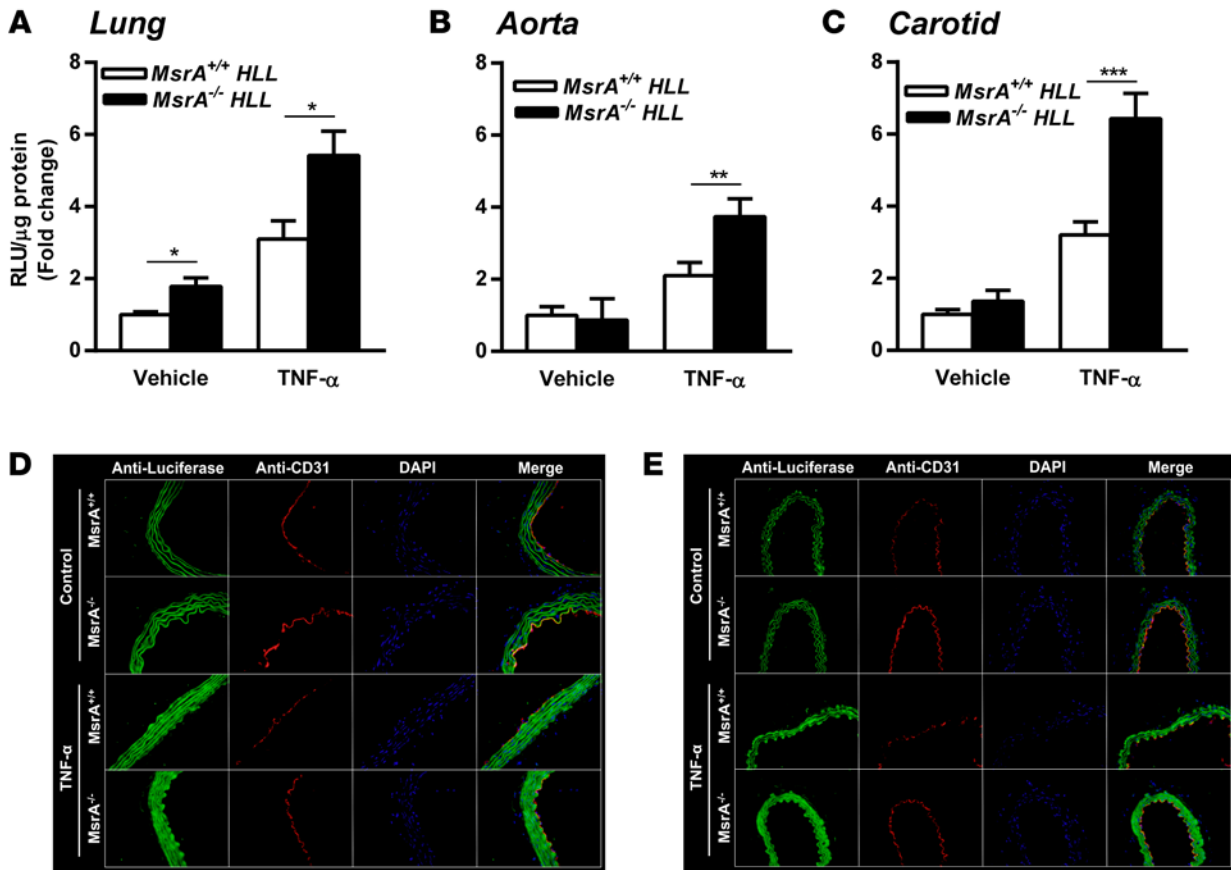 A Lung
MsrA+/+ HLL
MsrA-/- HLL
RLU/μg protein
(Fold change)
8
6
4
2
0
*
*
Vehicle TNF-α
B Aorta
MsrA+/+ HLL
MsrA-/- HLL
8
6
4
2
0
**
Vehicle TNF-α
C Carotid
MsrA+/+ HLL
MsrA-/- HLL
8
6
4
2
0
***
Vehicle TNF-α
D
Anti-Luciferase Anti-CD31 DAPI Merge
Control
MsrA+/+
MsrA-/-
TNF-α
MsrA+/+
MsrA-/-
E
Anti-Luciferase Anti-CD31 DAPI Merge
Control
MsrA+/+
MsrA-/-
TNF-α
MsrA+/+
MsrA-/-